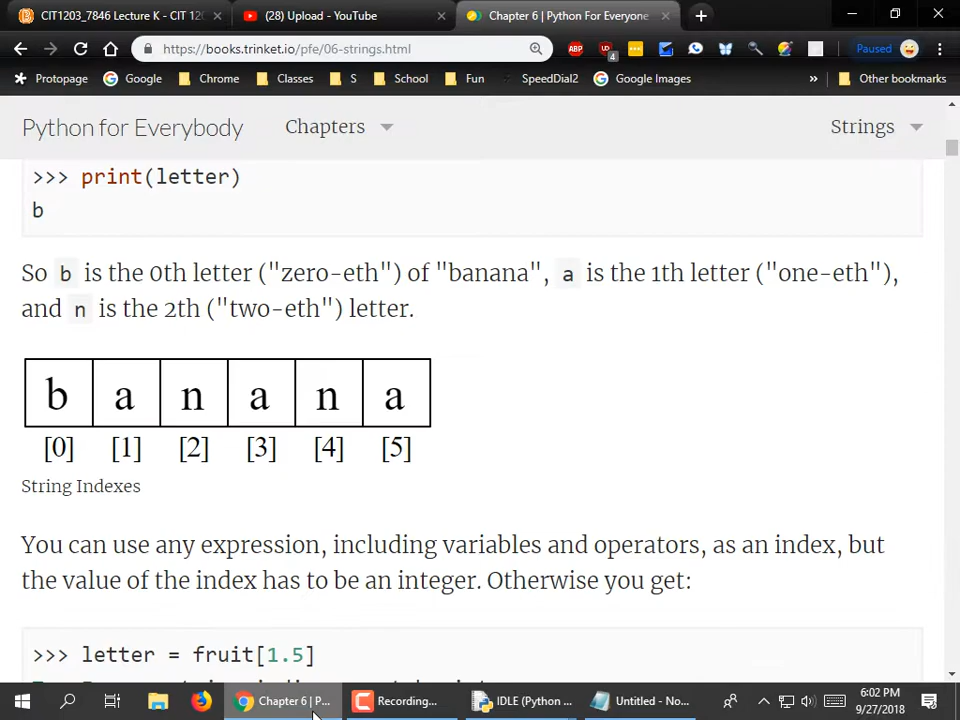 CIT1203_7846 Lecture K - CIT 120
(28) Upload - YouTube
Chapter 6 | Python For Everyone
https://books.trinket.io/pfe/06-strings.html
ABP
4
Paused
Protopage
Google
Chrome
Classes
S
School
Fun
SpeedDial2
Google Images
»
Other bookmarks
Python for Everybody
Chapters
Strings
>>> print(letter)
b
So b is the 0th letter ("zero-eth") of "banana", a is the 1th letter ("one-eth"),
and n is the 2th ("two-eth") letter.
b a n a n a
[0] [1] [2] [3] [4] [5]
String Indexes
You can use any expression, including variables and operators, as an index, but
the value of the index has to be an integer. Otherwise you get:
>>> letter = fruit[1.5]
Chapter 6 | P...
Recording...
IDLE (Python ...
Untitled - No...
6:02 PM
9/27/2018